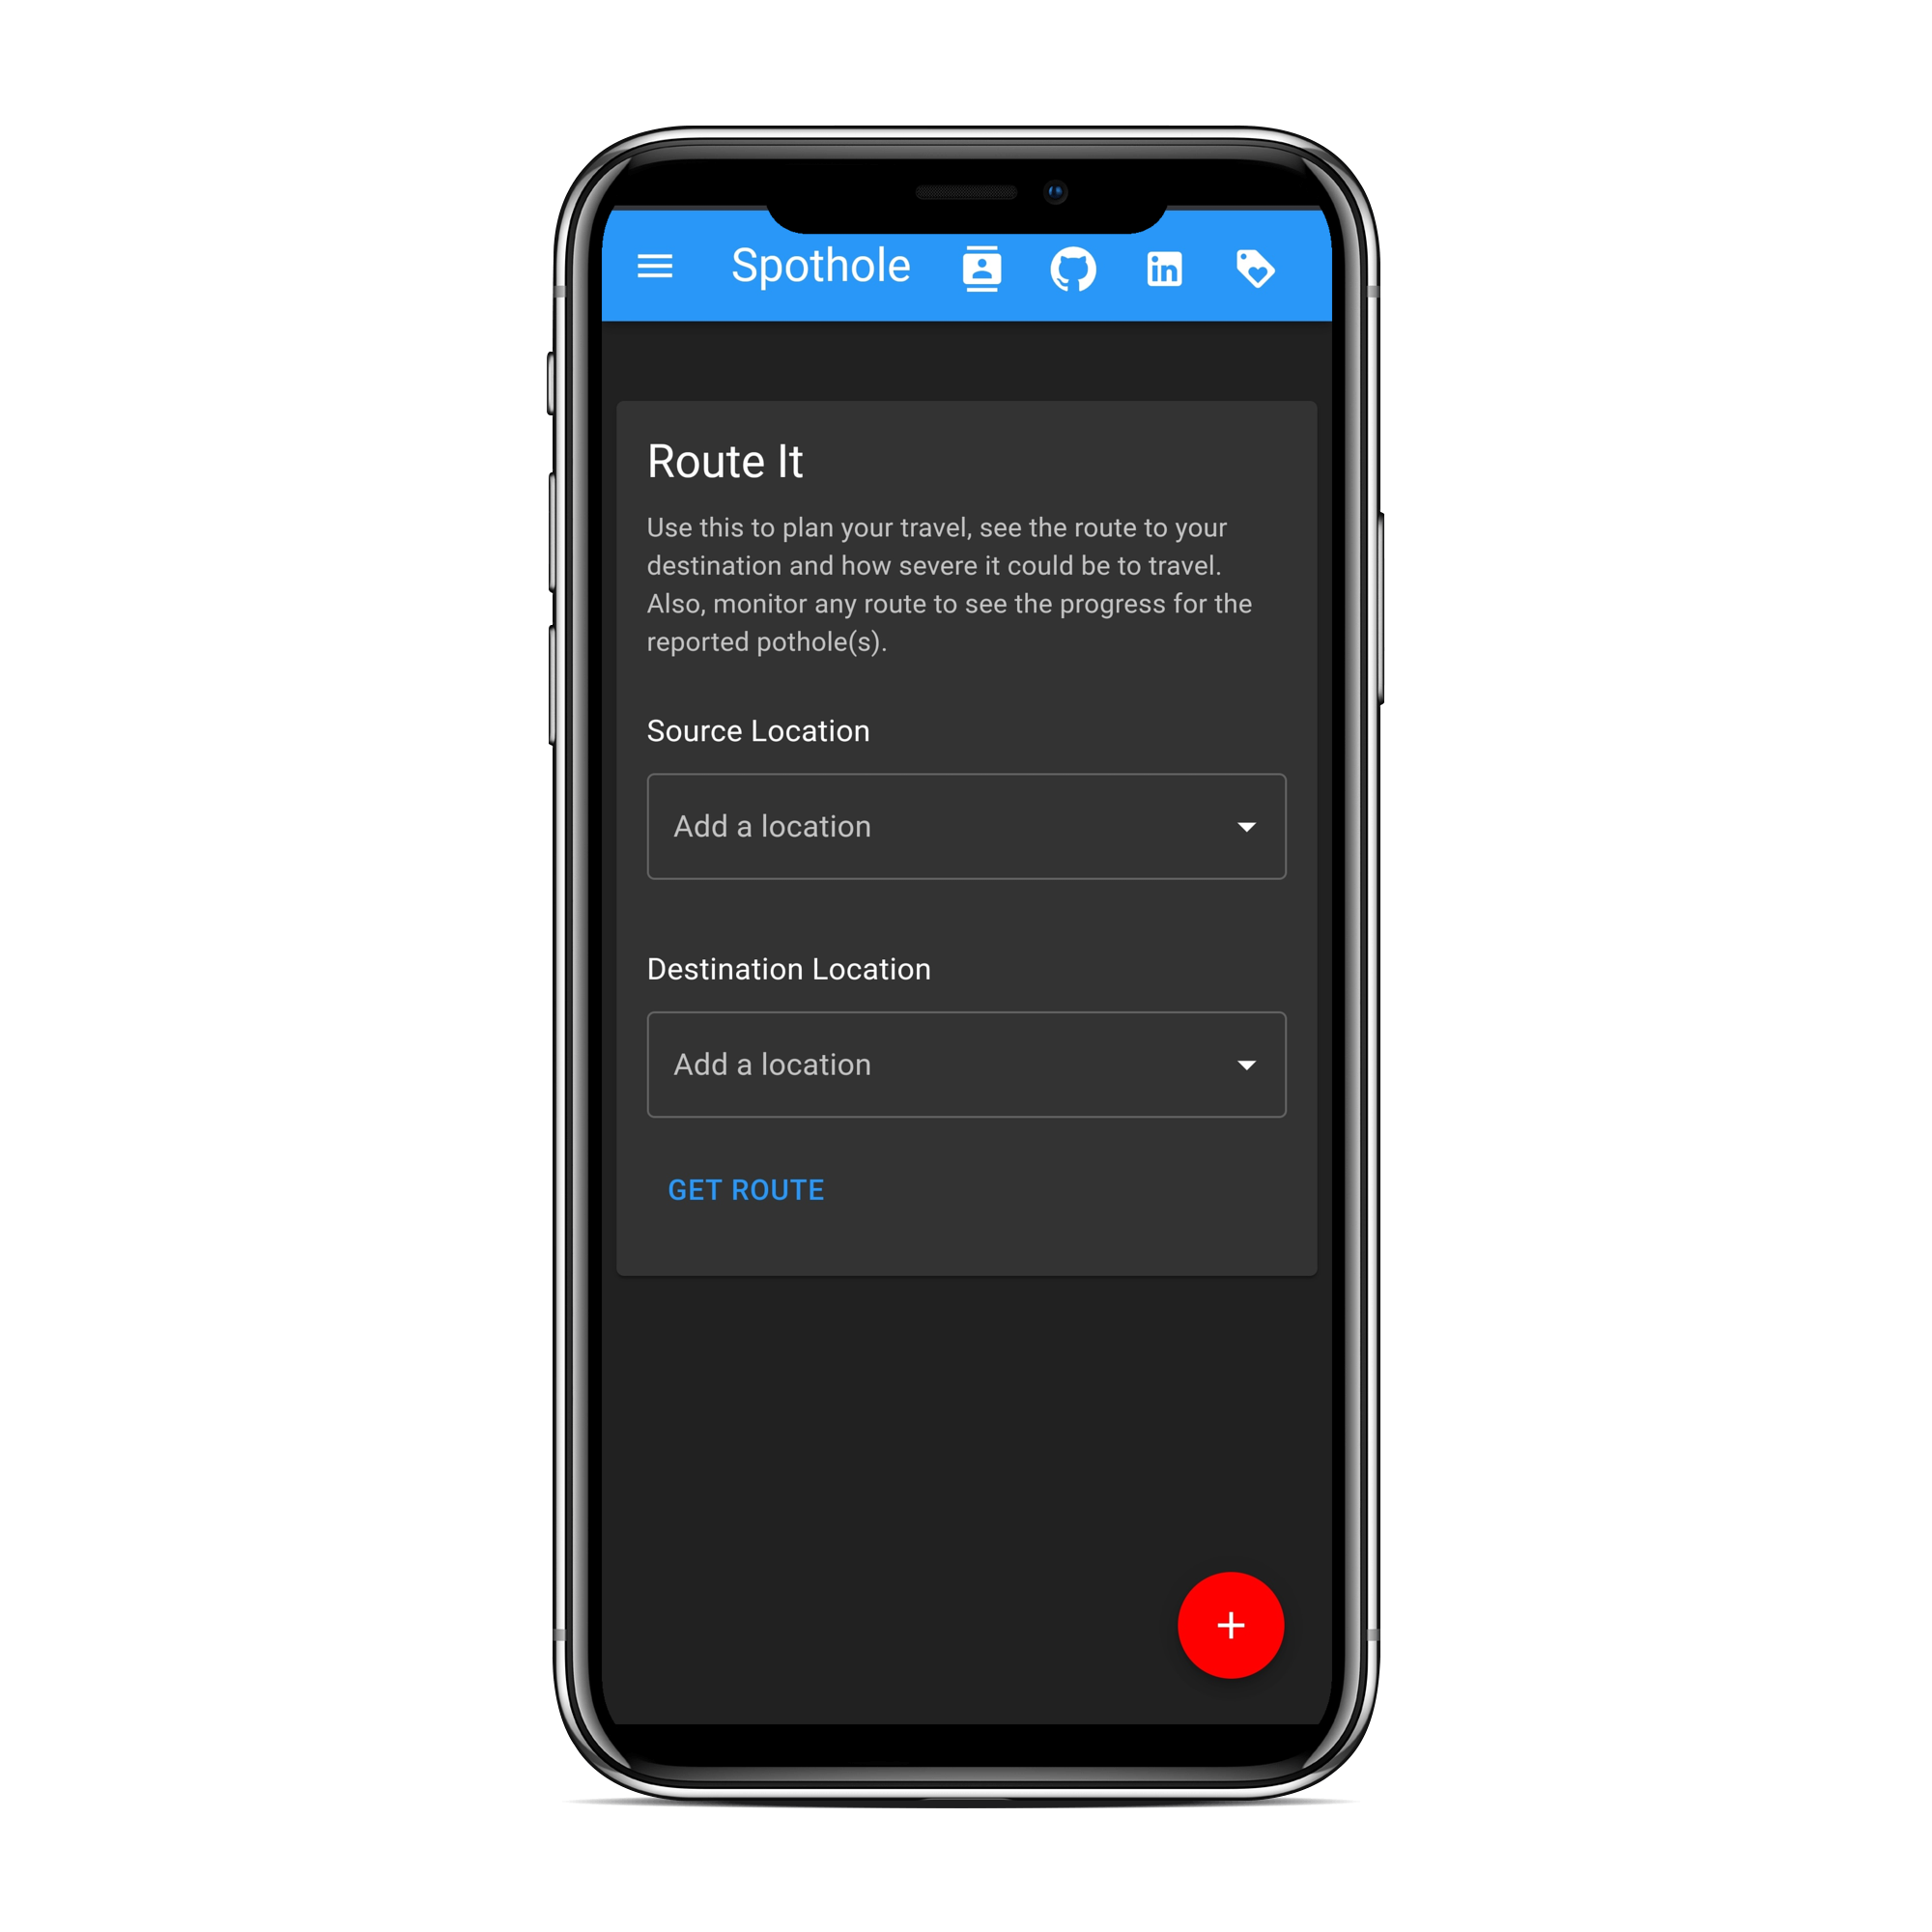 Spothole
Route It
Use this to plan your travel, see the route to your
destination and how severe it could be to travel.
Also, monitor any route to see the progress for the
reported pothole(s).
Source Location
Add a location
Destination Location
Add a location
GET ROUTE